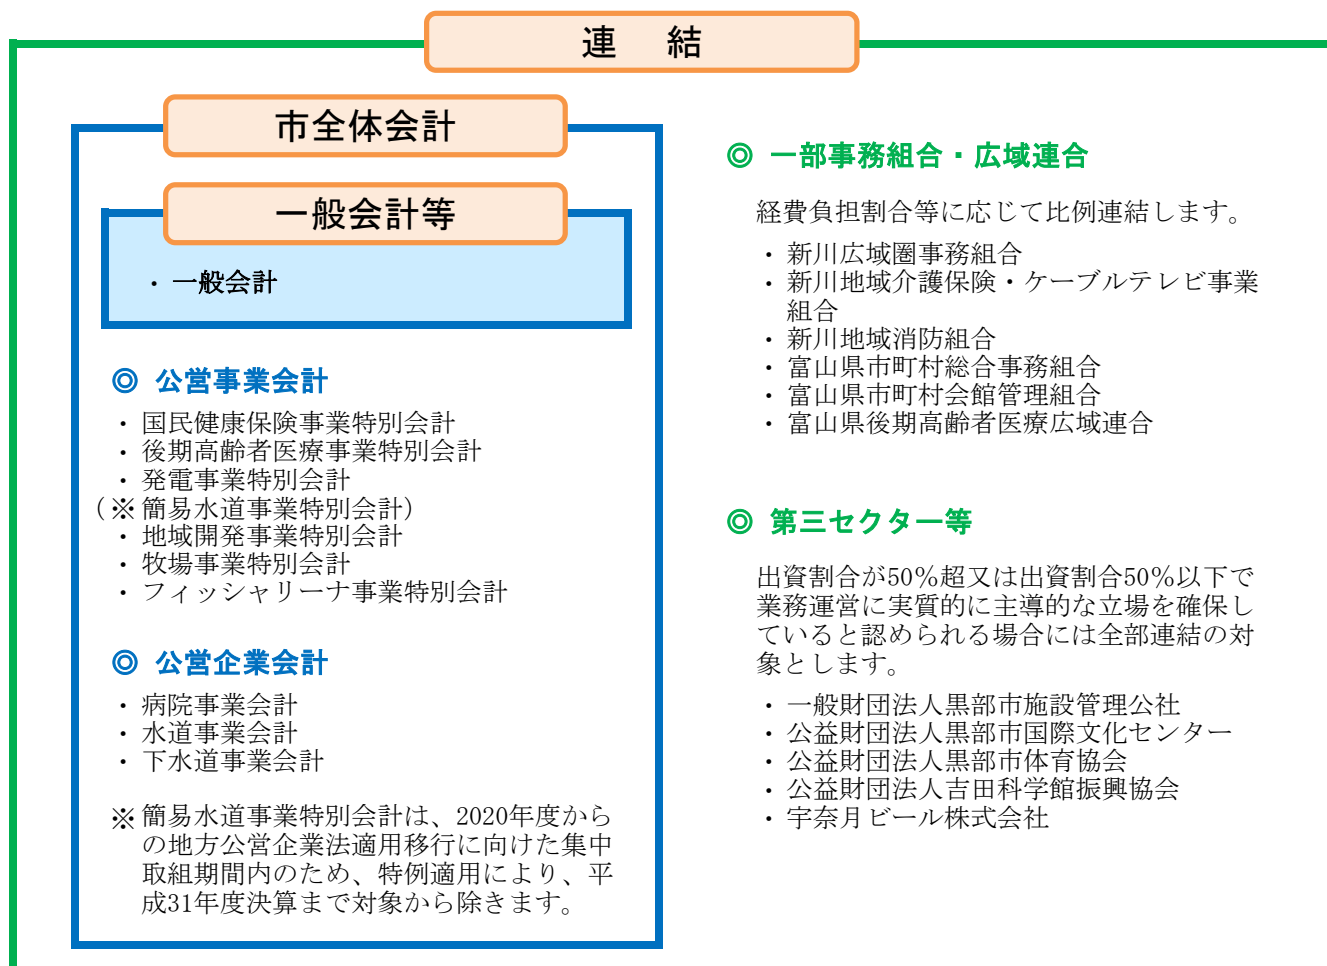 連 結
市全体会計
一般会計等
・ 一般会計
◎ 公営事業会計
・ 国民健康保険事業特別会計
・ 後期高齢者医療事業特別会計
・ 発電事業特別会計
(※簡易水道事業特別会計)
・ 地域開発事業特別会計
・ 牧場事業特別会計
・ フィッシャリーナ事業特別会計
◎ 公営企業会計
・ 病院事業会計
・ 水道事業会計
・ 下水道事業会計
※簡易水道事業特別会計は、2020年度から
の地方公営企業法適用移行に向けた集中
取組期間内のため、特例適用により、平
成31年度決算まで対象から除きます。
◎ 一部事務組合・広域連合
経費負担割合等に応じて比例連結します。
・ 新川広域圏事務組合
・ 新川地域介護保険・ケーブルテレビ事業
組合
・ 新川地域消防組合
・ 富山県市町村総合事務組合
・ 富山県市町村会館管理組合
・ 富山県後期高齢者医療広域連合
◎ 第三セクター等
出資割合が50%超又は出資割合50%以下で
業務運営に実質的に主導的な立場を確保し
ていると認められる場合には全部連結の対
象とします。
・ 一般財団法人黒部市施設管理公社
・ 公益財団法人黒部市国際文化センター
・ 公益財団法人黒部市体育協会
・ 公益財団法人吉田科学館振興協会
・ 宇奈月ビール株式会社